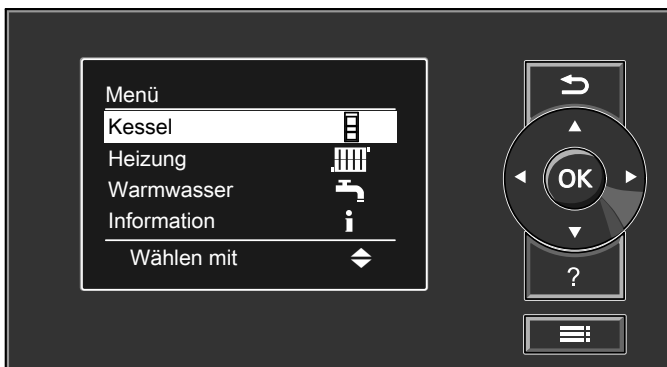 Menü
Kessel
Heizung
Warmwasser
Information
Wählen mit
OK
?